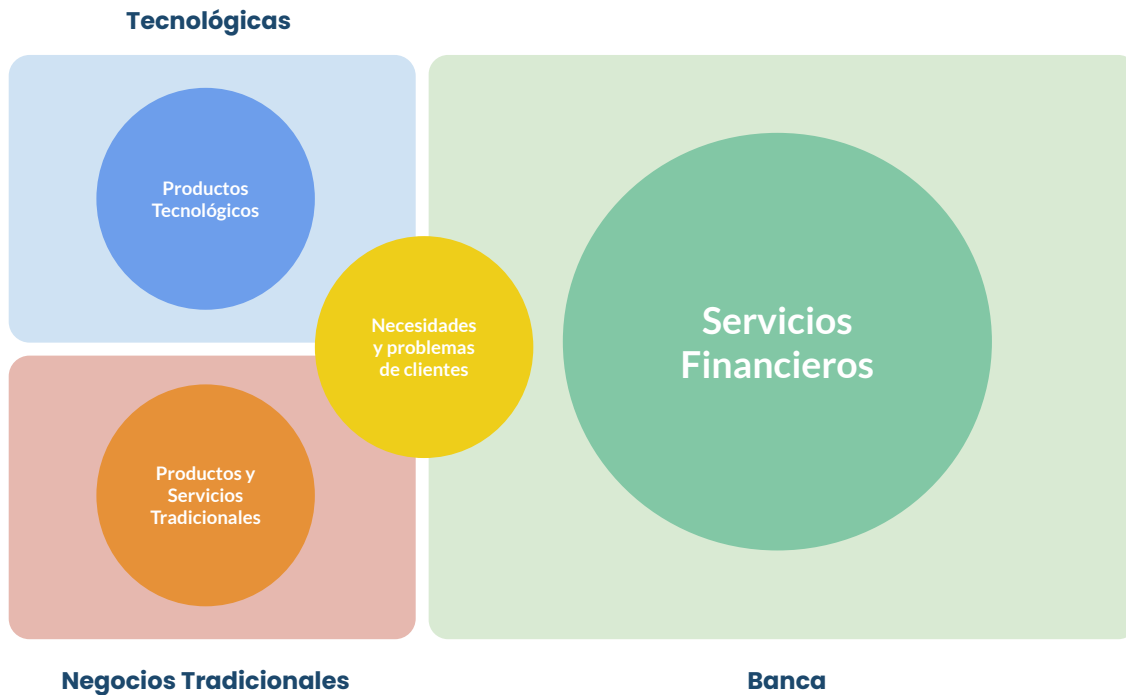 Tecnológicas
Productos
Tecnológicos
Necesidades
y problemas
de clientes
Servicios
Financieros
Productos y
Servicios
Tradicionales
Negocios Tradicionales
Banca